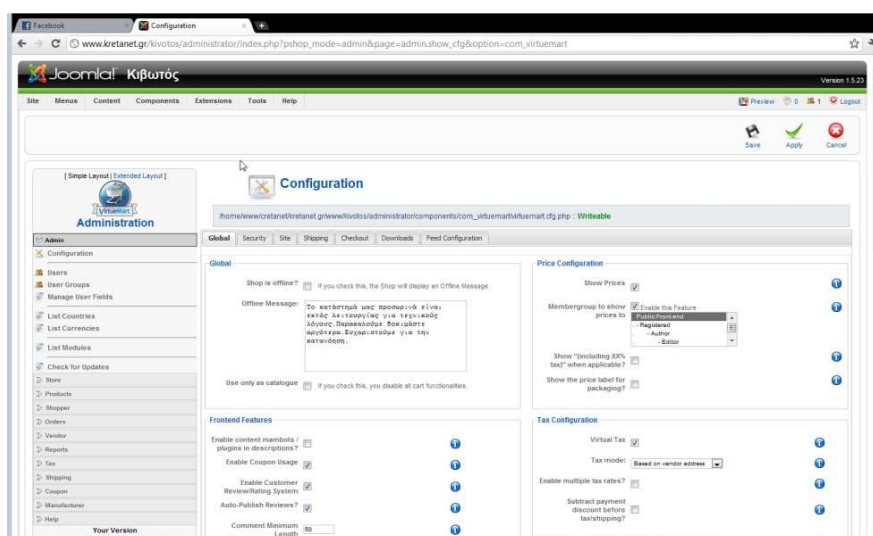 Facebook
Configuration
www.kretanet.gr/kivotos/administrator/index.php?pshop_mode=admin&page=admin.show_cfg&option=com_virtuemart
Joomla! Κιβωτός
Version 1.5.23
Site Menus Content Components Extensions Tools Help
Preview 0 1 Logout
Save Apply Cancel
[ Simple Layout | Extended Layout ]
VirtueMart
Administration
Admin
Configuration
Users
User Groups
Manage User Fields
List Countries
List Currencies
List Modules
Check for Updates
Store
Products
Shopper
Orders
Vendor
Reports
Tax
Shipping
Coupon
Manufacturer
Help
Your Version
Configuration
/home/www/cretanet/kretanet.gr/www/kivotos/administrator/components/com_virtuemart/virtuemart.cfg.php :: Writeable
Global Security Site Shipping Checkout Downloads Feed Configuration
Global
Shop is offline? If you check this, the Shop will display an Offline Message.
Offline Message:
Το κατάστημά μας προσωρινά είναι
εκτός λειτουργίας για τεχνικούς
λόγους.Παρακαλούμε δοκιμάστε
αργότερα.Ευχαριστούμε για την
κατανόηση.
Use only as catalogue If you check this, you disable all cart functionalities.
Frontend Features
Enable content mambots /
plugins in descriptions?
Enable Coupon Usage
Enable Customer
Review/Rating System
Auto-Publish Reviews?
Comment Minimum
Length
50
Price Configuration
Show Prices
Membergroup to show
prices to
Enable this Feature
Public Frontend
- Registered
- Author
- Editor
Show "(including XX%
tax)" when applicable?
Show the price label for
packaging?
Tax Configuration
Virtual Tax
Tax mode: Based on vendor address
Enable multiple tax rates?
Subtract payment
discount before
tax/shipping?